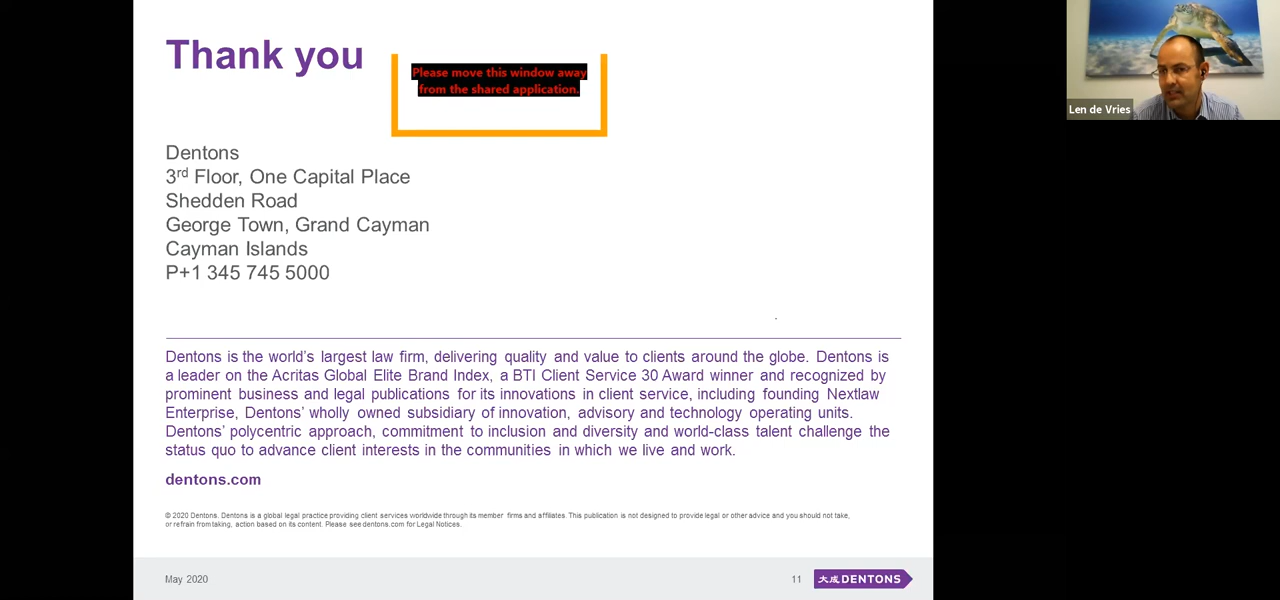 Thank you
Please move this window away
from the shared application.
Len de Vries
Dentons
3rd Floor, One Capital Place
Shedden Road
George Town, Grand Cayman
Cayman Islands
P+1 345 745 5000
Dentons is the world’s largest law firm, delivering quality and value to clients around the globe. Dentons is
a leader on the Acritas Global Elite Brand Index, a BTI Client Service 30 Award winner and recognized by
prominent business and legal publications for its innovations in client service, including founding Nextlaw
Enterprise, Dentons’ wholly owned subsidiary of innovation, advisory and technology operating units.
Dentons’ polycentric approach, commitment to inclusion and diversity and world-class talent challenge the
status quo to advance client interests in the communities in which we live and work.
dentons.com
© 2020 Dentons. Dentons is a global legal practice providing client services worldwide through its member firms and affiliates. This publication is not designed to provide legal or other advice and you should not take,
or refrain from taking, action based on its content. Please see dentons.com for Legal Notices.
May 2020
11
大成 DENTONS